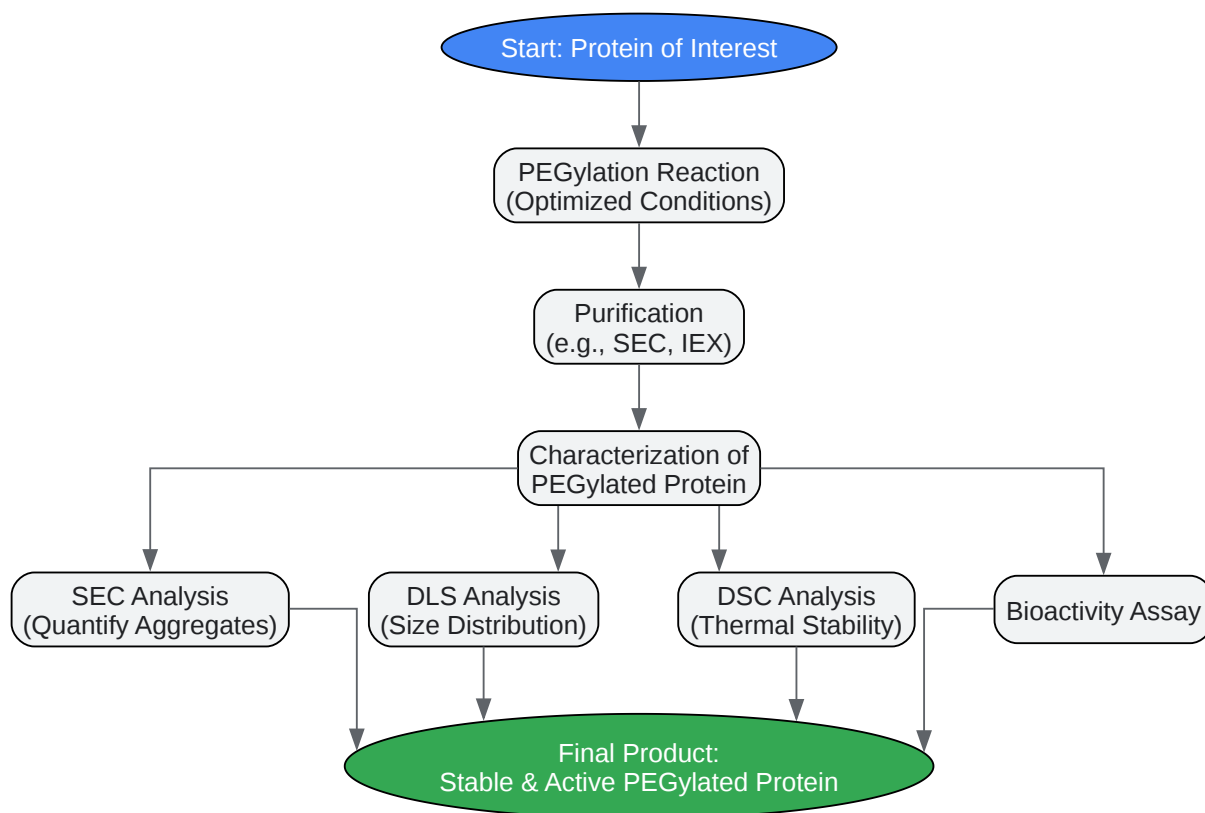 Start: Protein of Interest
PEGylation Reaction
(Optimized Conditions)
Purification
(e.g., SEC, IEX)
Characterization of
PEGylated Protein
SEC Analysis
(Quantify Aggregates)
DLS Analysis
(Size Distribution)
DSC Analysis
(Thermal Stability)
Bioactivity Assay
Final Product:
Stable & Active PEGylated Protein